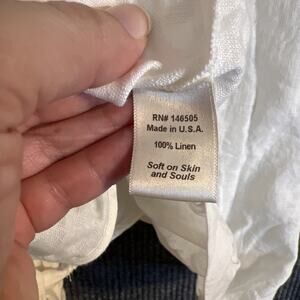 RN# 146505
Made in U.S.A.
100% Linen
Soft on Skin
and Souls